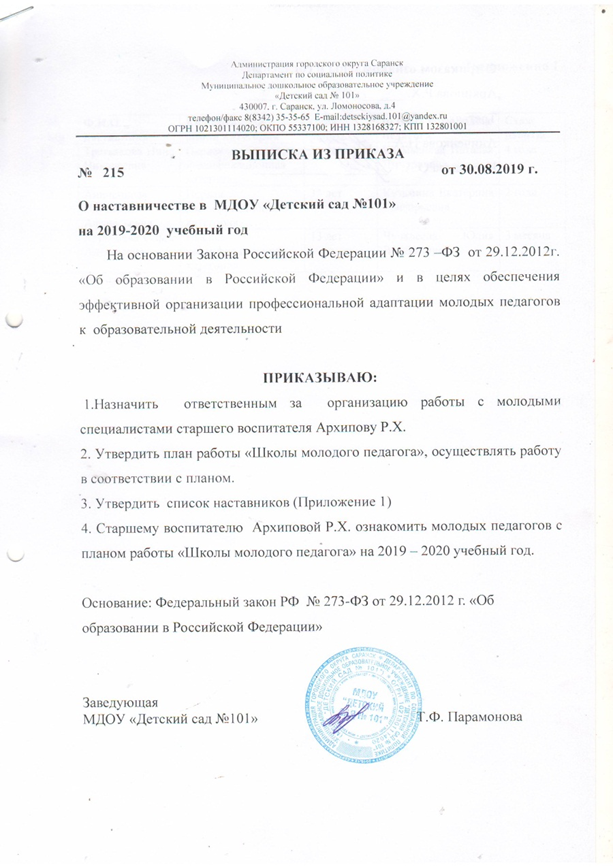 Администрация городского округа Саранск
Департамент по социальной политике
Муниципальное дошкольное образовательное учреждение
«Детский сад № 101»
430007, г. Саранск, ул. Ломоносова, д.4
телефон/факс 8(8342) 35-35-65 E-mail:detsckiysad.101@yandex.ru
ОГРН 1021301114020; ОКПО 55337100; ИНН 1328168327; КПП 132801001
ВЫПИСКА ИЗ ПРИКАЗА
№ 215 от 30.08.2019 г.
О наставничестве в МДОУ «Детский сад №101»
на 2019-2020 учебный год
На основании Закона Российской Федерации № 273 –ФЗ от 29.12.2012г.
«Об образовании в Российской Федерации» и в целях обеспечения
эффективной организации профессиональной адаптации молодых педагогов
к образовательной деятельности
ПРИКАЗЫВАЮ:
1.Назначить ответственным за организацию работы с молодыми
специалистами старшего воспитателя Архипову Р.Х.
2. Утвердить план работы «Школы молодого педагога», осуществлять работу
в соответствии с планом.
3. Утвердить список наставников (Приложение 1)
4. Старшему воспитателю Архиповой Р.Х. ознакомить молодых педагогов с
планом работы «Школы молодого педагога» на 2019 – 2020 учебный год.
Основание: Федеральный закон РФ № 273-ФЗ от 29.12.2012 г. «Об
образовании в Российской Федерации»
Заведующая
МДОУ «Детский сад №101» Т.Ф. Парамонова
МДОУ
"ДЕТСКИЙ
САД № 101"